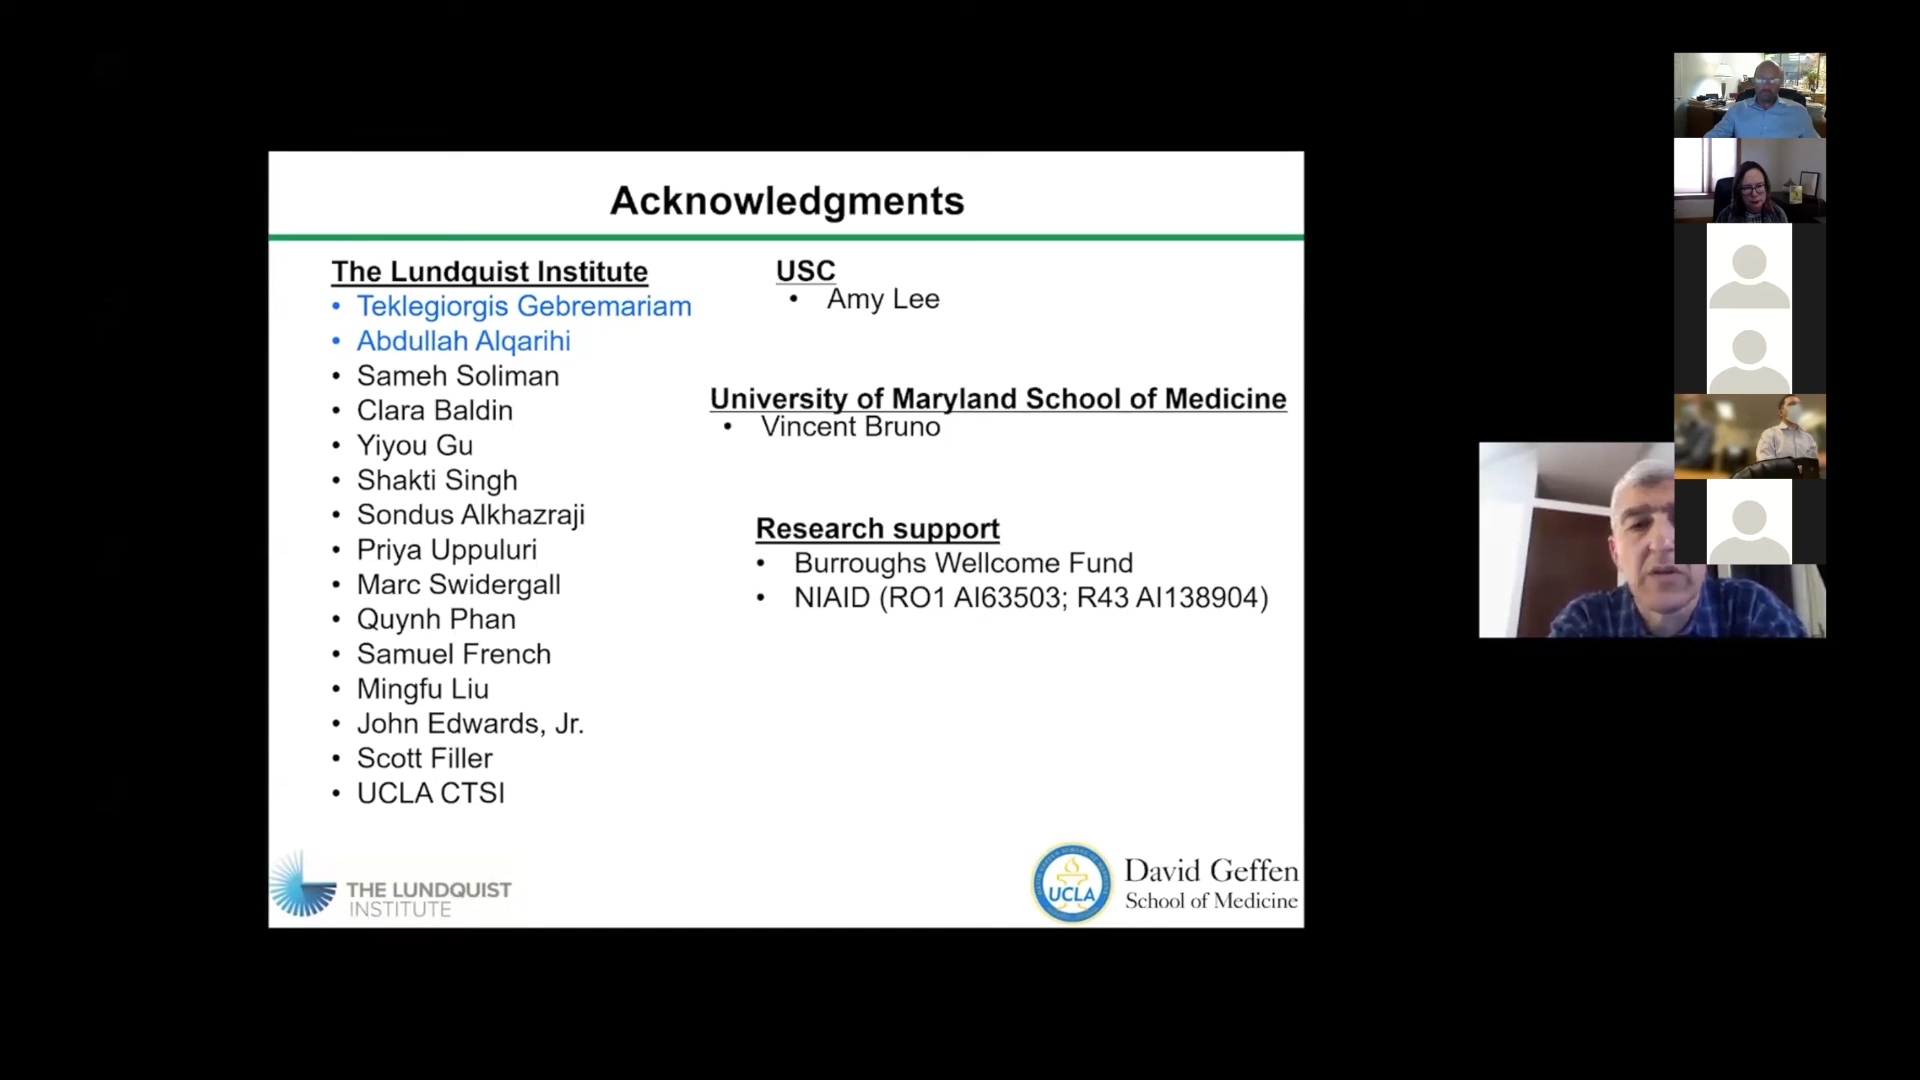 Acknowledgments
The Lundquist Institute
• Teklegiorgis Gebremariam
• Abdullah Alqarihi
• Sameh Soliman
• Clara Baldin
• Yiyou Gu
• Shakti Singh
• Sondus Alkhazraji
• Priya Uppuluri
• Marc Swidergall
• Quynh Phan
• Samuel French
• Mingfu Liu
• John Edwards, Jr.
• Scott Filler
• UCLA CTSI
USC
• Amy Lee
University of Maryland School of Medicine
• Vincent Bruno
Research support
• Burroughs Wellcome Fund
• NIAID (RO1 AI63503; R43 AI138904)
THE LUNDQUIST
INSTITUTE
UCLA
David Geffen
School of Medicine